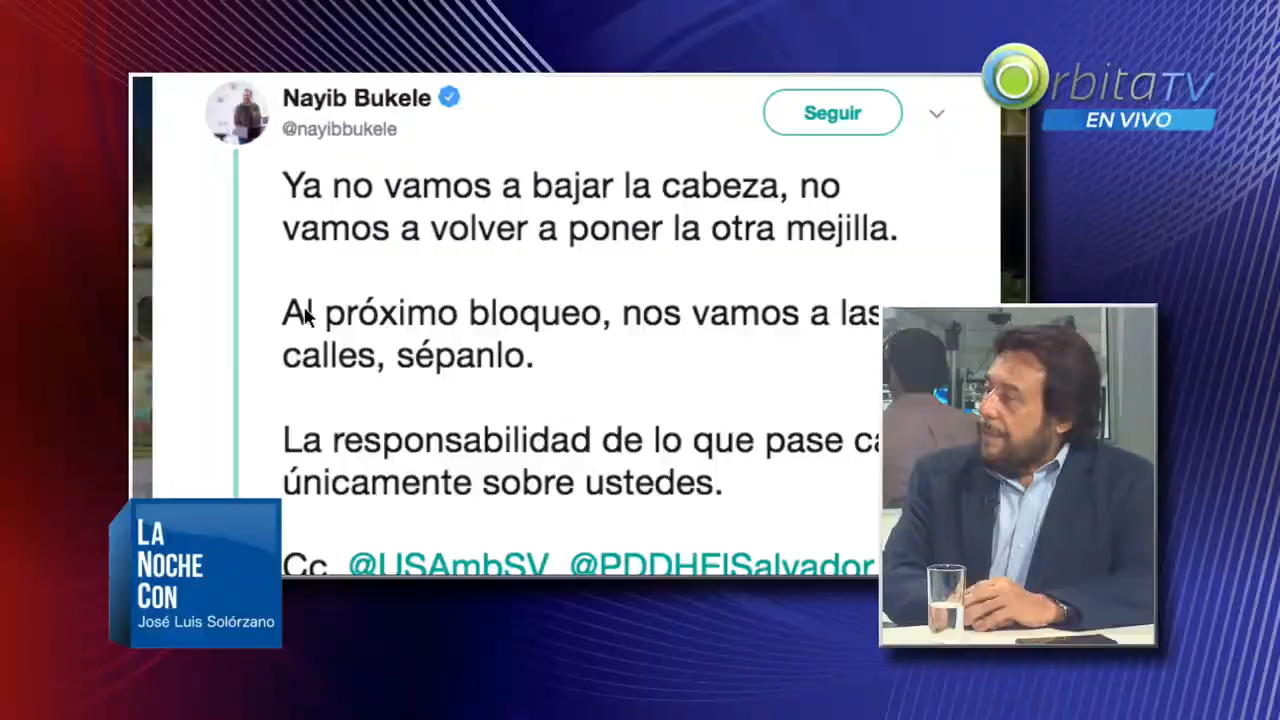 Nayib Bukele
@nayibbukele
Seguir
OrbitaTV
EN VIVO
Ya no vamos a bajar la cabeza, no
vamos a volver a poner la otra mejilla.
Al próximo bloqueo, nos vamos a las
calles, sépanlo.
La responsabilidad de lo que pase
únicamente sobre ustedes.
Cc @USAmbSV @PDDHElSalvador
LA
NOCHE
CON
José Luis Solórzano